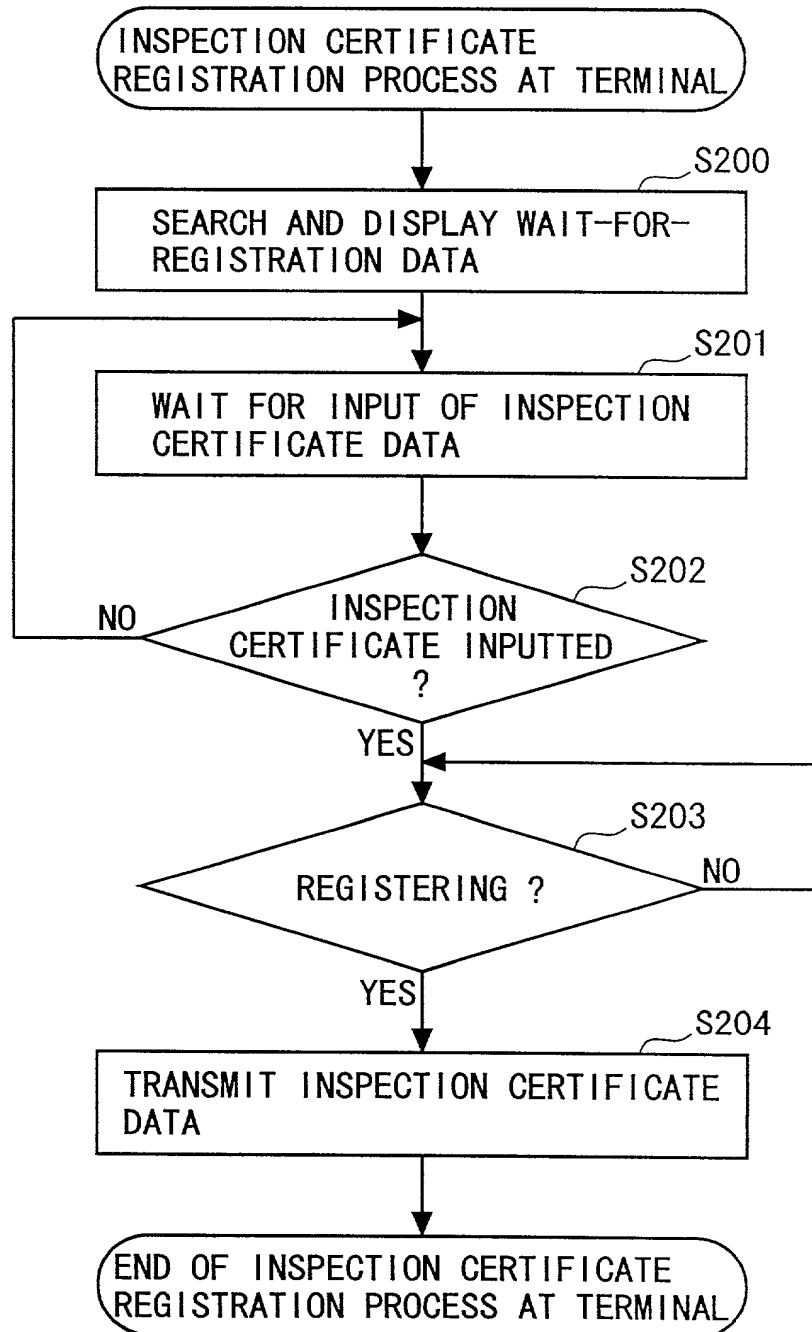 INSPECTION CERTIFICATE
REGISTRATION PROCESS AT TERMINAL
S200
SEARCH AND DISPLAY WAIT-FOR-
REGISTRATION DATA
S201
WAIT FOR INPUT OF INSPECTION
CERTIFICATE DATA
S202
NO
INSPECTION
CERTIFICATE INPUTTED
?
YES
S203
REGISTERING ?
NO
YES
S204
TRANSMIT INSPECTION CERTIFICATE
DATA
END OF INSPECTION CERTIFICATE
REGISTRATION PROCESS AT TERMINAL